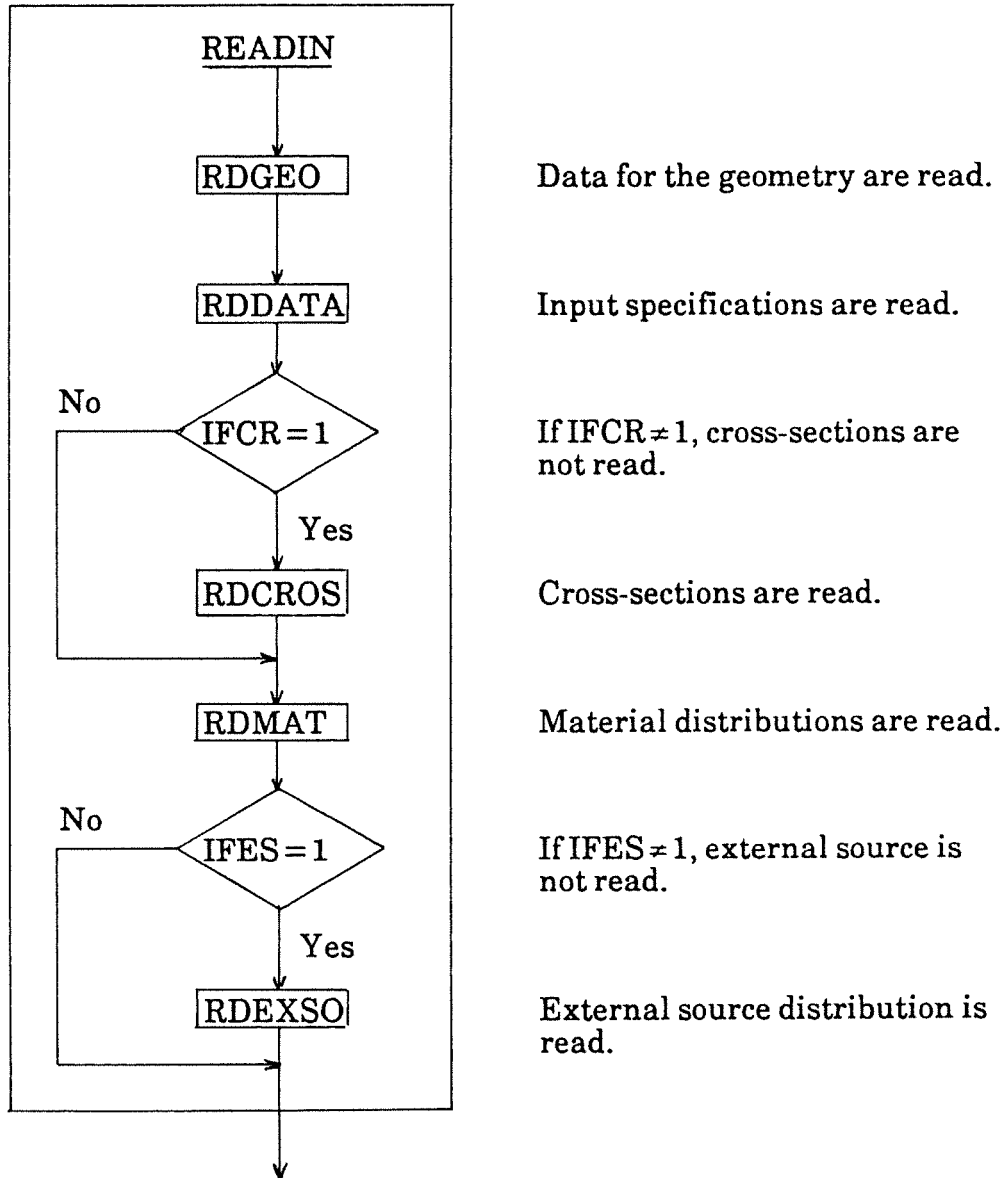 READIN
RDGEO
Data for the geometry are read.
RDDATA
Input specifications are read.
No
IFCR = 1
If IFCR ≠ 1, cross-sections are
not read.
Yes
RDCROS
Cross-sections are read.
RDMAT
Material distributions are read.
No
IFES = 1
If IFES ≠ 1, external source is
not read.
Yes
RDEXSO
External source distribution is
read.